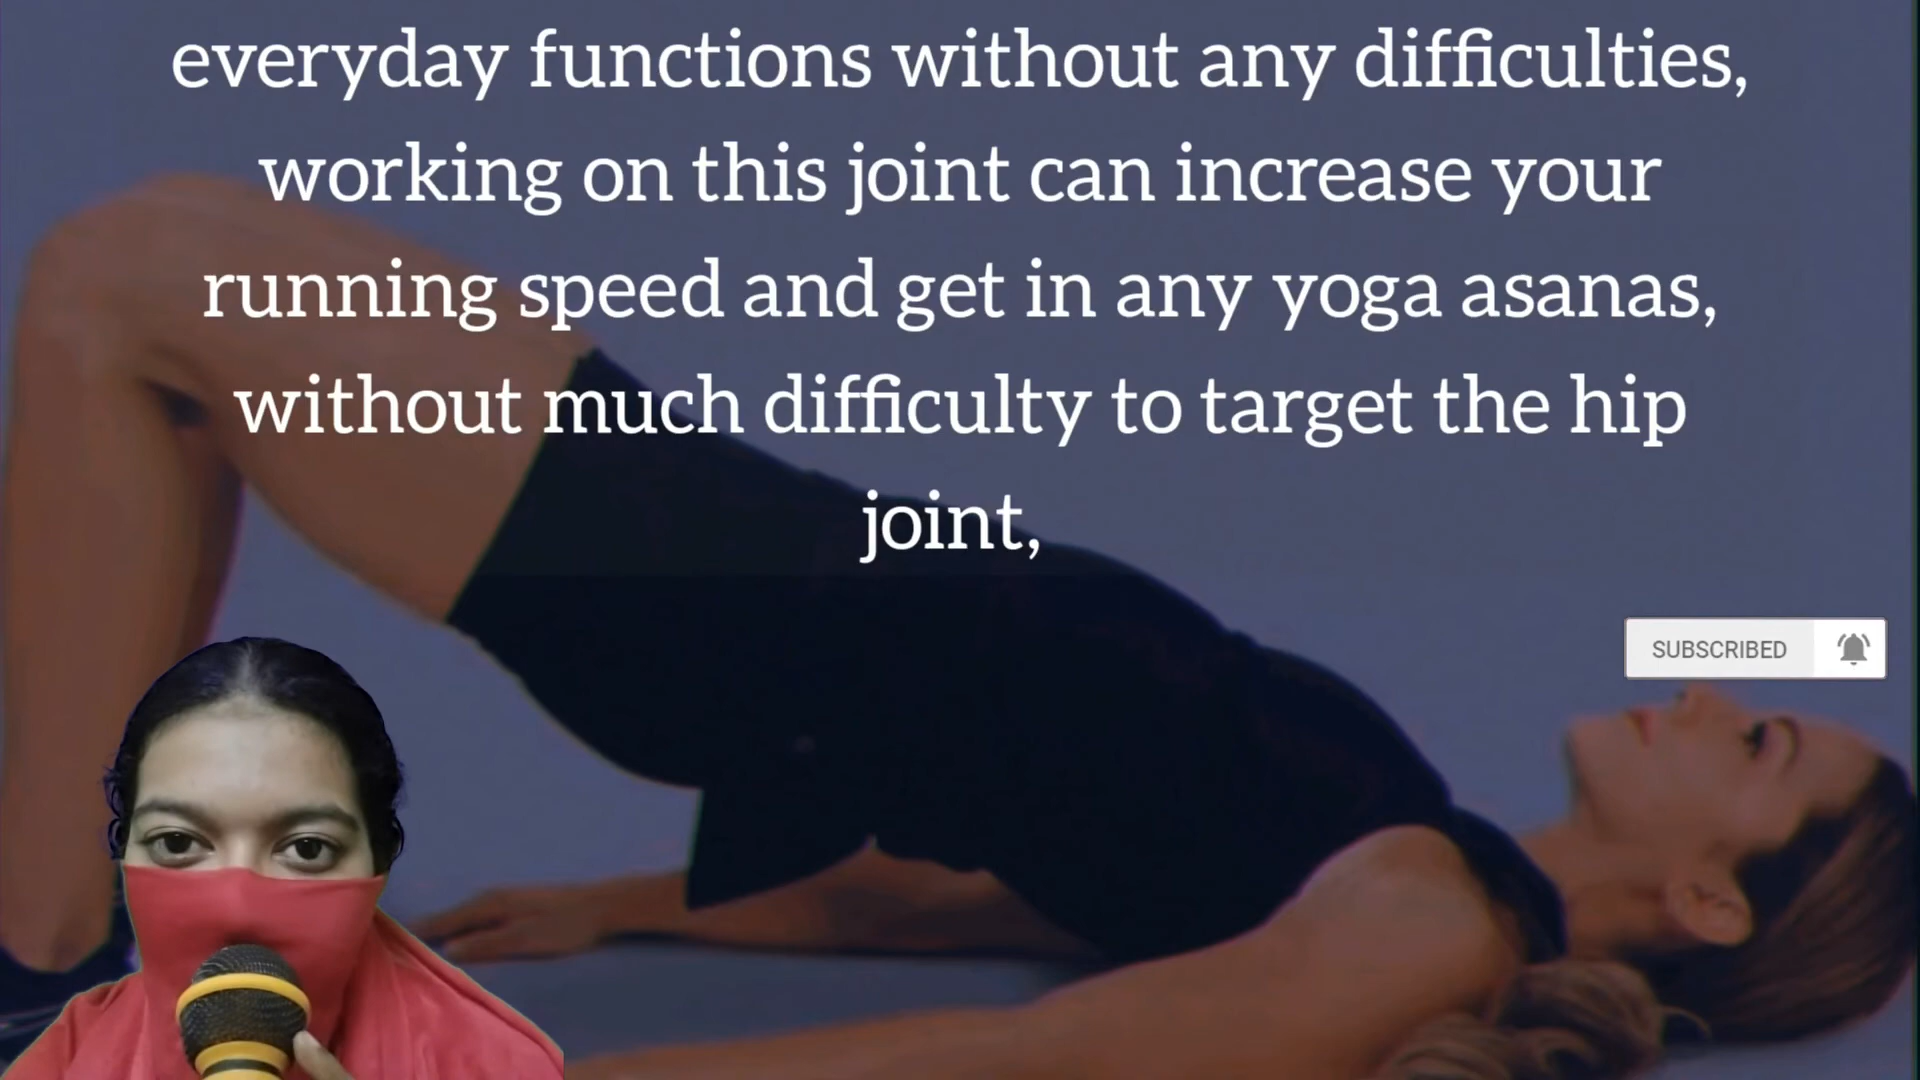 everyday functions without any difficulties,
working on this joint can increase your
running speed and get in any yoga asanas,
without much difficulty to target the hip
joint,
SUBSCRIBED